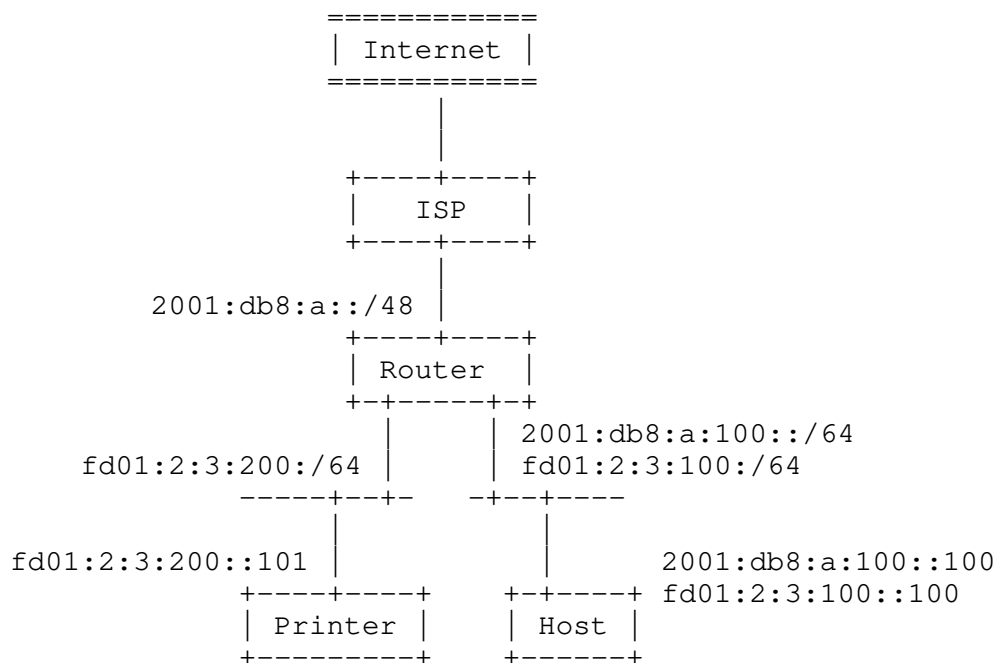 Internet
ISP
2001:db8:a::/48
Router
2001:db8:a:100::/64
fd01:2:3:200:/64 fd01:2:3:100:/64
fd01:2:3:200::101 2001:db8:a:100::100
fd01:2:3:100::100
Printer Host